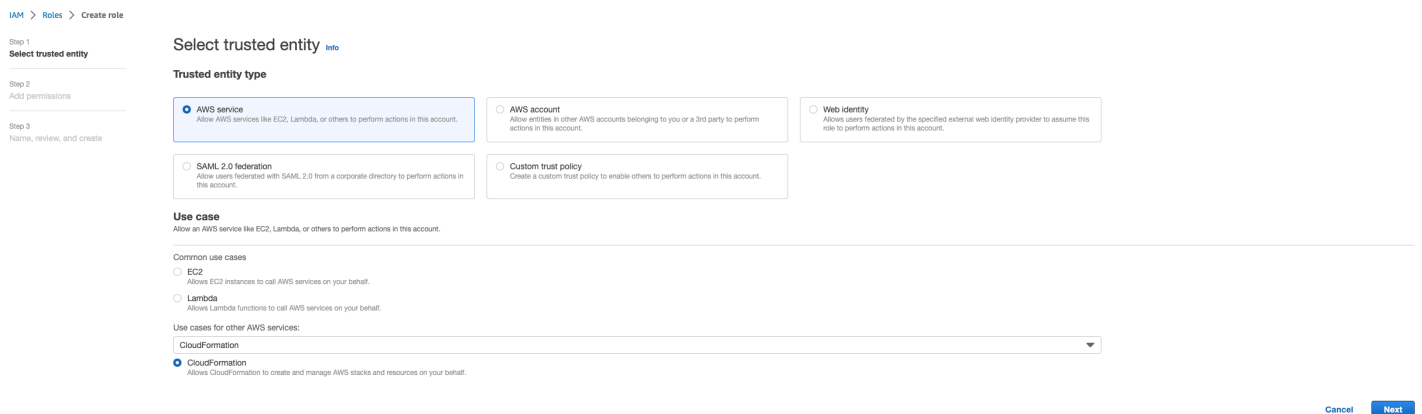 IAM > Roles > Create role
Step 1
Select trusted entity
Step 2
Add permissions
Step 3
Name, review, and create
Select trusted entity Info
Trusted entity type
AWS service
Allow AWS services like EC2, Lambda, or others to perform actions in this account.
AWS account
Allow entities in other AWS accounts belonging to you or a 3rd party to perform
actions in this account.
Web identity
Allows users federated by the specified external web identity provider to assume this
role to perform actions in this account.
SAML 2.0 federation
Allow users federated with SAML 2.0 from a corporate directory to perform actions in
this account.
Custom trust policy
Create a custom trust policy to enable others to perform actions in this account.
Use case
Allow an AWS service like EC2, Lambda, or others to perform actions in this account.
Common use cases
EC2
Allows EC2 instances to call AWS services on your behalf.
Lambda
Allows Lambda functions to call AWS services on your behalf.
Use cases for other AWS services:
CloudFormation
CloudFormation
Allows CloudFormation to create and manage AWS stacks and resources on your behalf.
Cancel Next